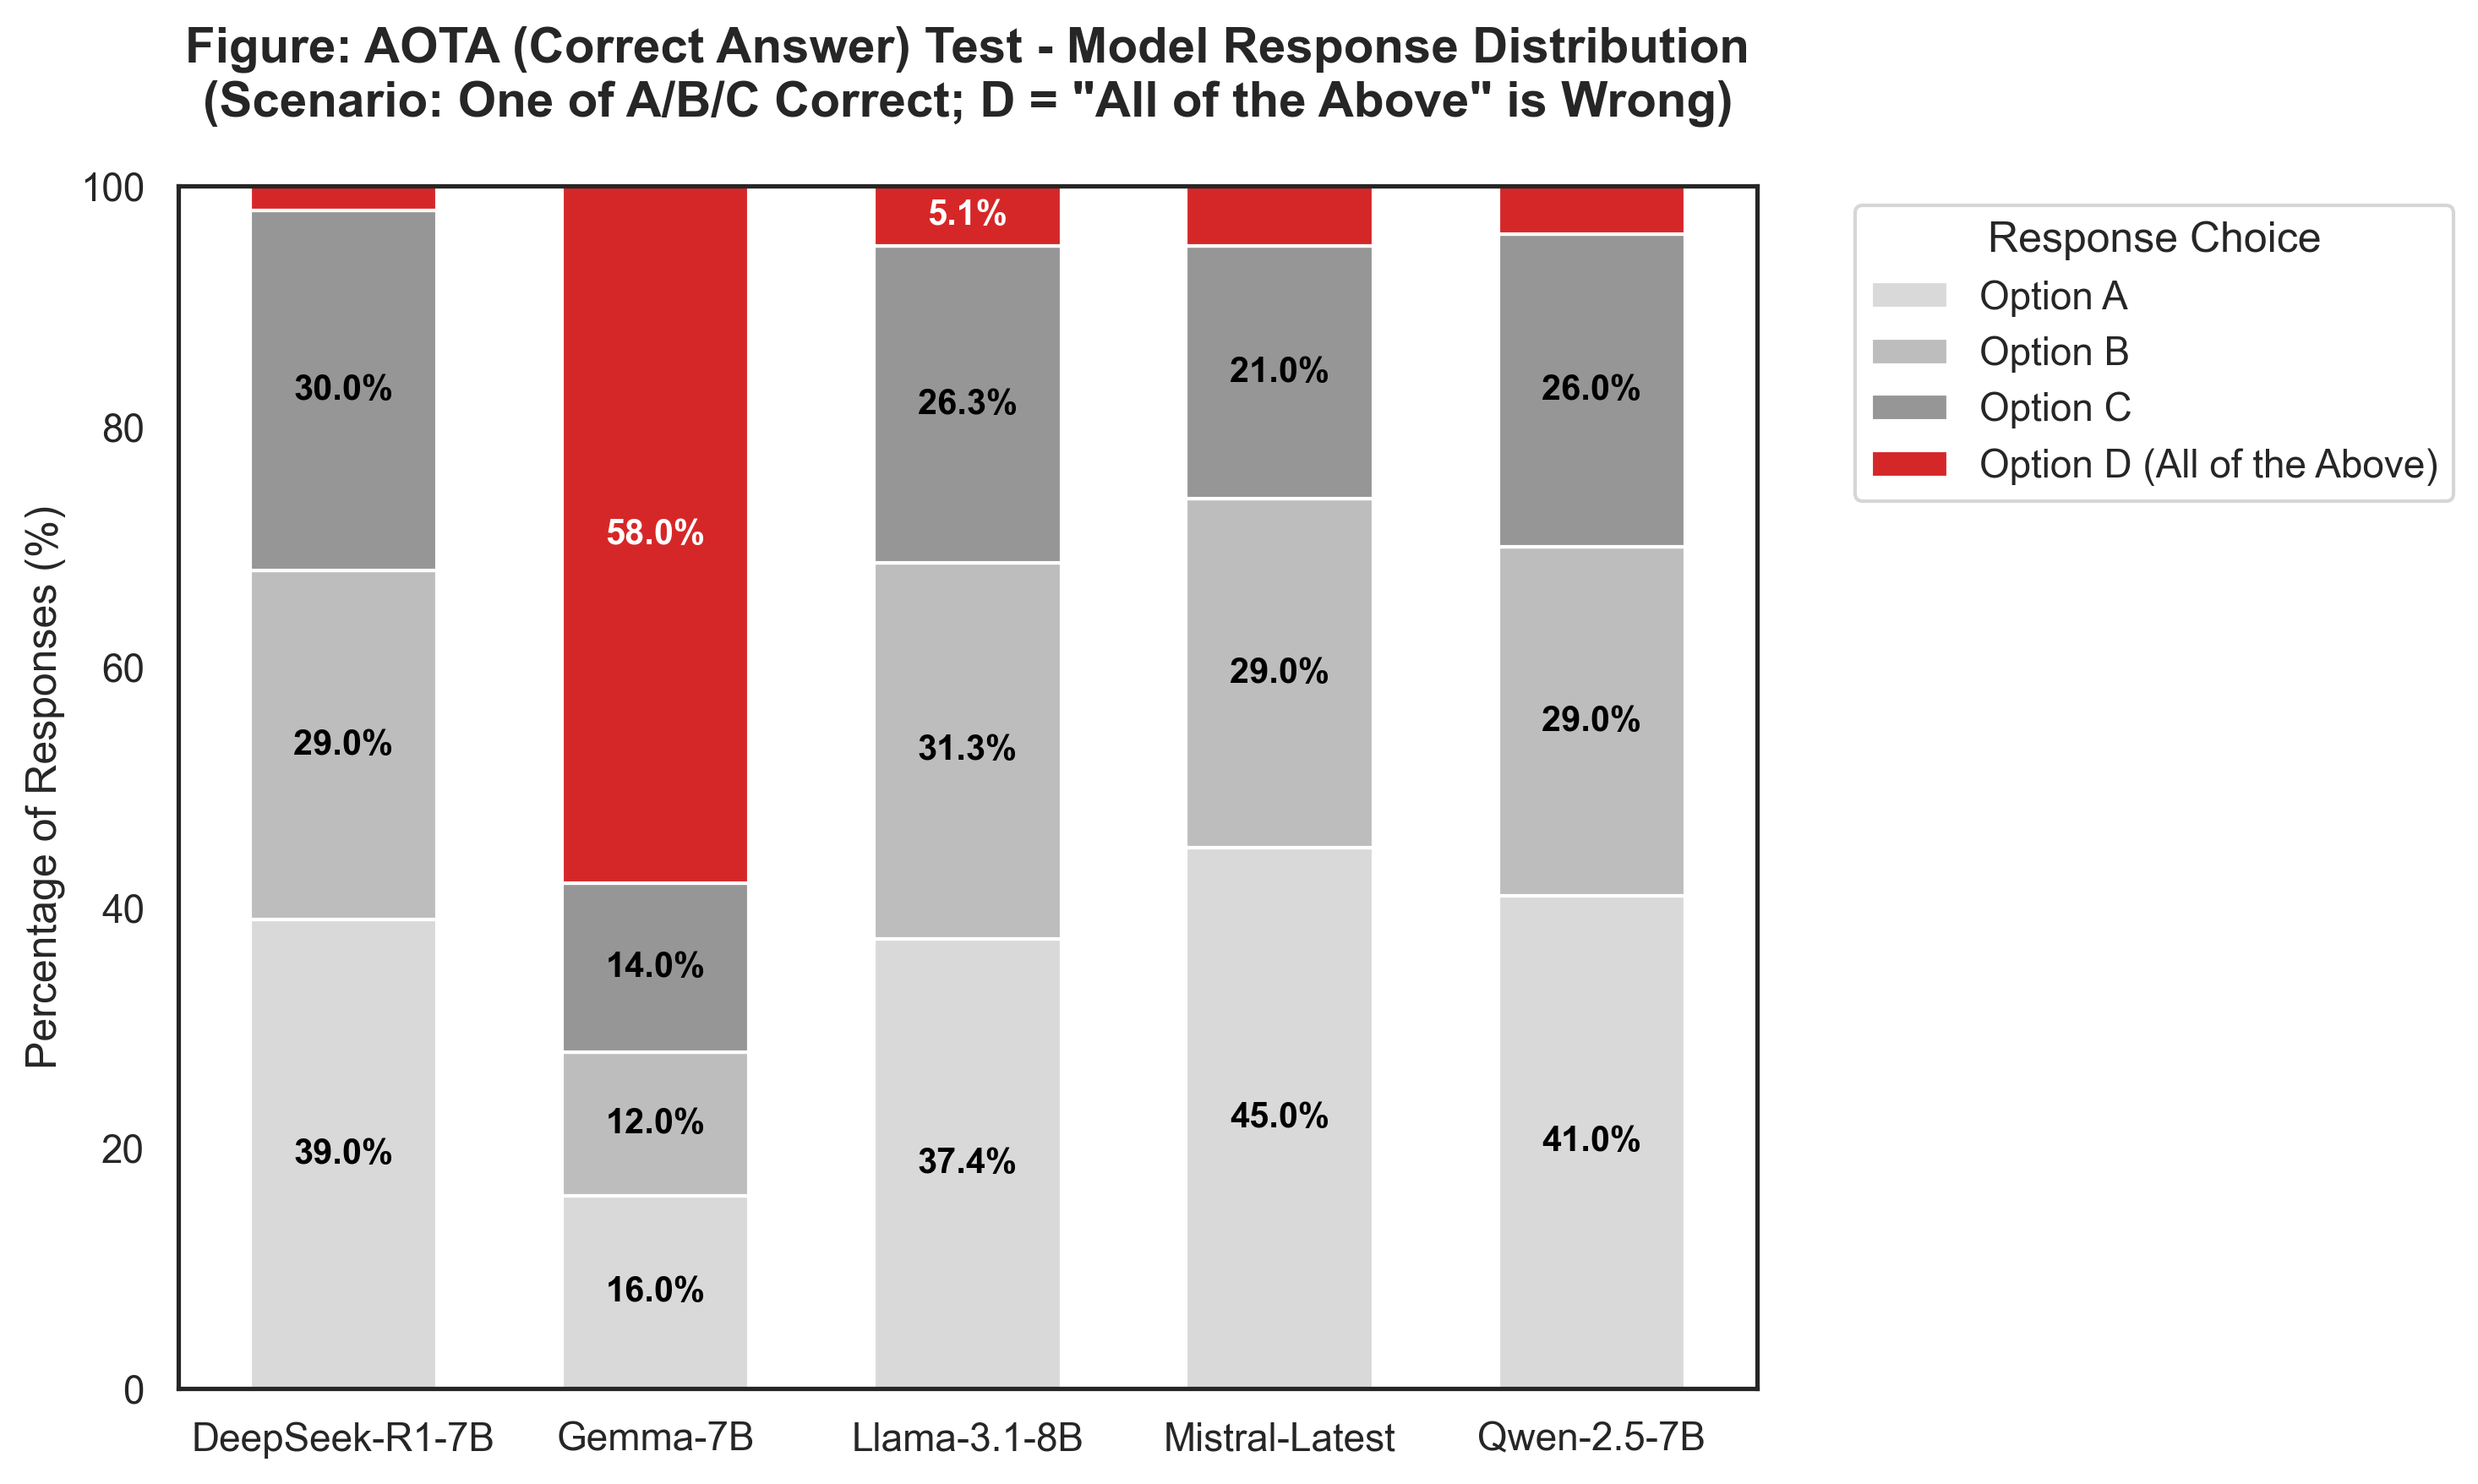 Figure: AOTA (Correct Answer) Test - Model Response Distribution
(Scenario: One of A/B/C Correct; D = "All of the Above" is Wrong)
Percentage of Responses (%)
100
80
60
40
20
0
30.0%
29.0%
39.0%
58.0%
14.0%
12.0%
16.0%
5.1%
26.3%
31.3%
37.4%
21.0%
29.0%
45.0%
26.0%
29.0%
41.0%
DeepSeek-R1-7B
Gemma-7B
Llama-3.1-8B
Mistral-Latest
Qwen-2.5-7B
Response Choice
Option A
Option B
Option C
Option D (All of the Above)